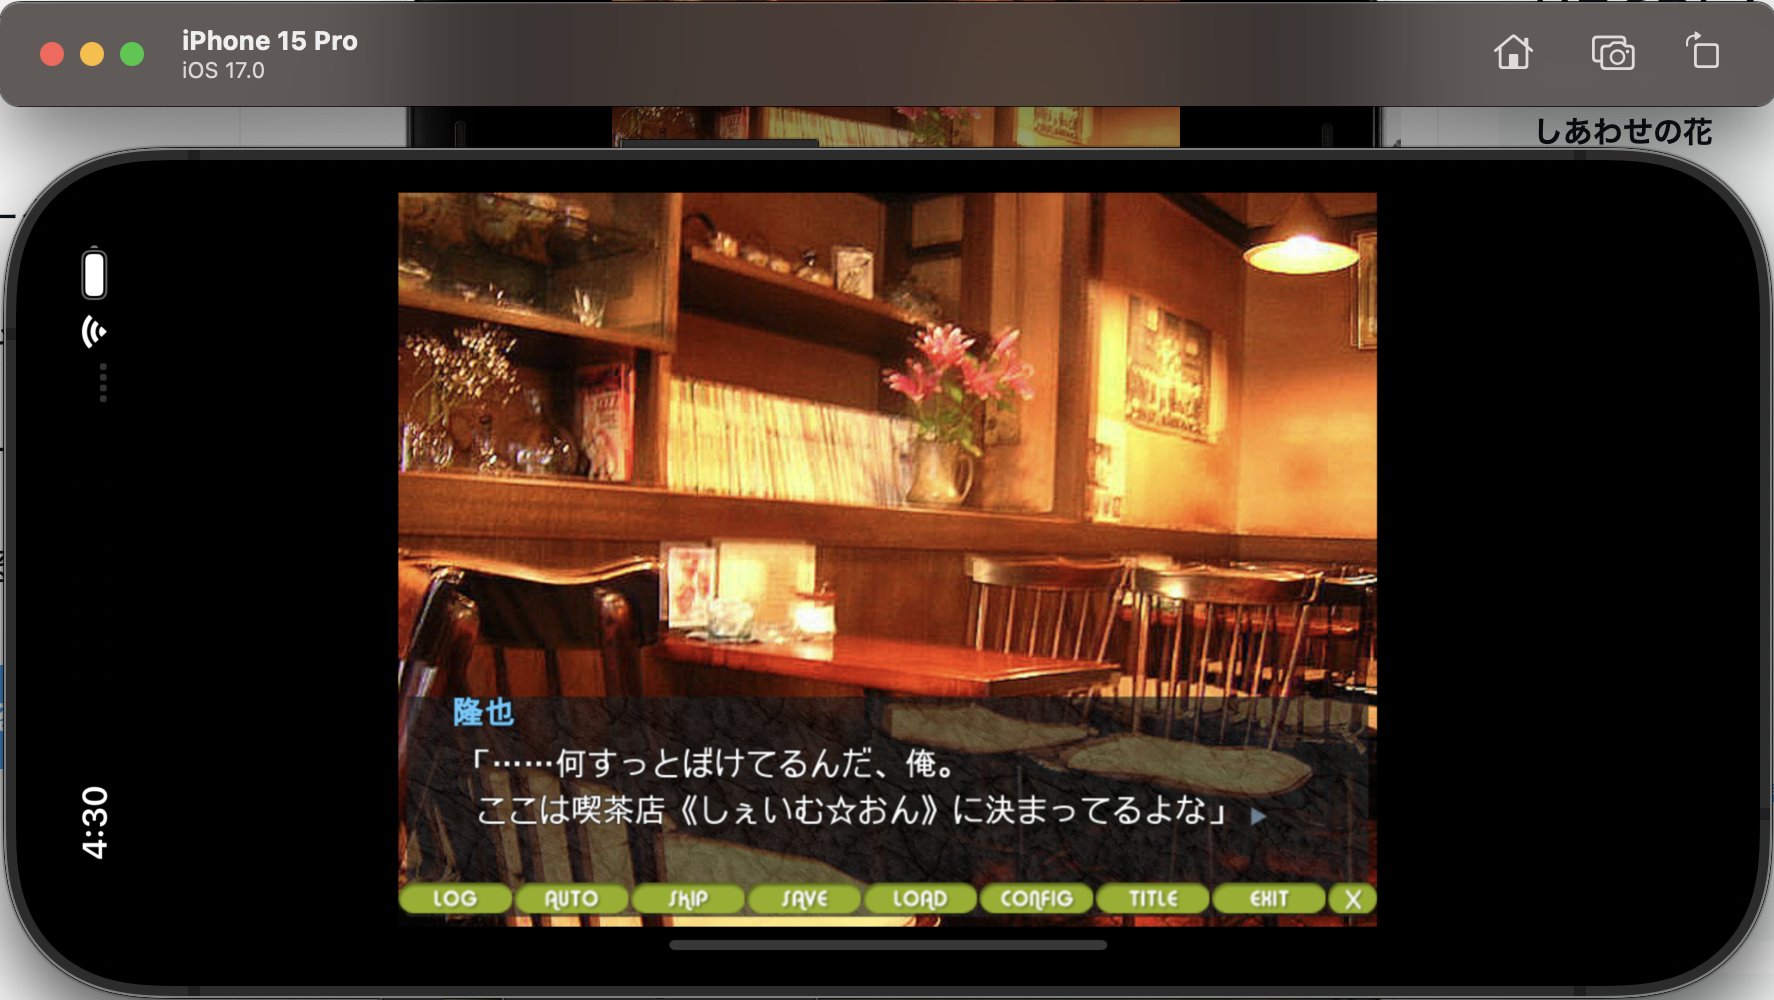 iPhone 15 Pro
iOS 17.0
しあわせの花
4:30
隆也
「……何すっとぼけてるんだ、俺。
ここは喫茶店《しぇいむ☆おん》に決まってるよな」
LOG AUTO SKIP SAVE LOAD CONFIG TITLE EXIT X